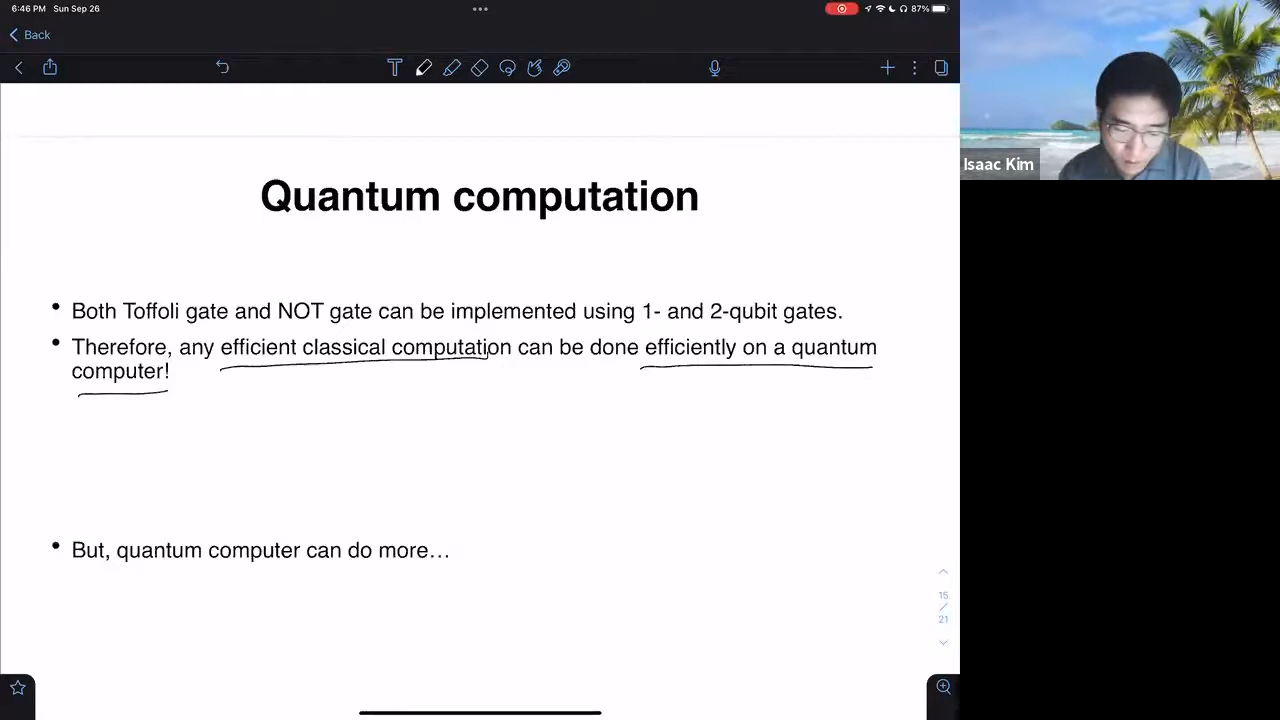 6:46 PM Sun Sep 26
87%
Back
Isaac Kim
Quantum computation
• Both Toffoli gate and NOT gate can be implemented using 1- and 2-qubit gates.
• Therefore, any efficient classical computation can be done efficiently on a quantum
computer!
• But, quantum computer can do more…
15
/
21